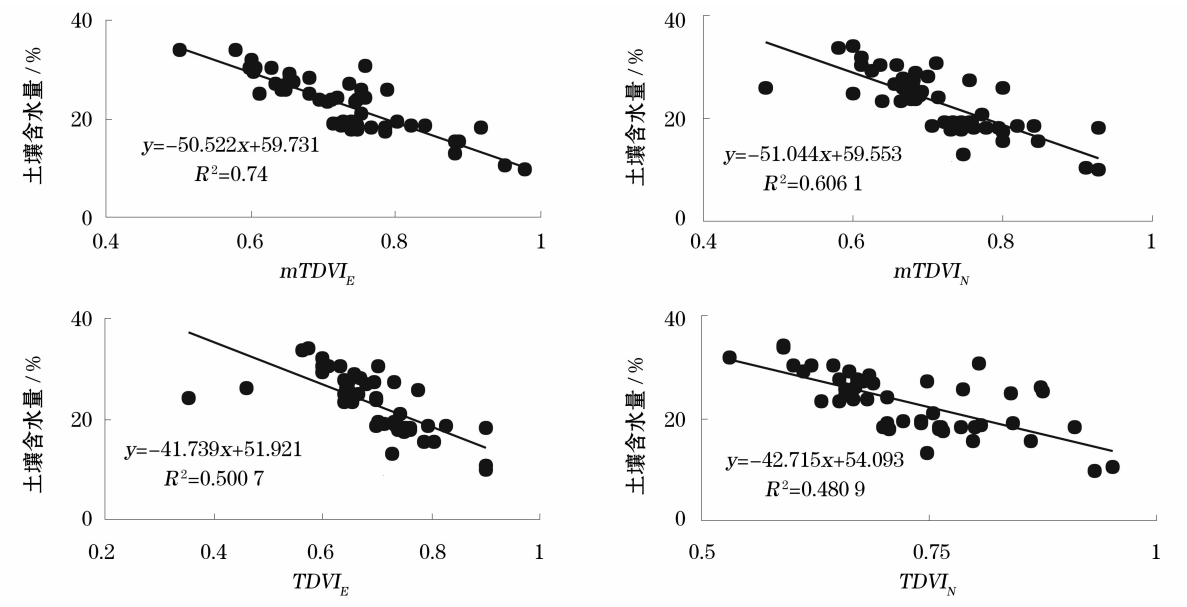 40
20
0
土壤含水量/%
y=−50.522x+59.731
R²=0.74
0.4 0.6 0.8 1
mTDVI_E
40
20
0
土壤含水量/%
y=−51.044x+59.553
R²=0.606 1
0.4 0.6 0.8 1
mTDVI_N
40
20
0
土壤含水量/%
y=−41.739x+51.921
R²=0.500 7
0.2 0.4 0.6 0.8 1
TDVI_E
40
20
0
土壤含水量/%
y=−42.715x+54.093
R²=0.480 9
0.5 0.75 1
TDVI_N